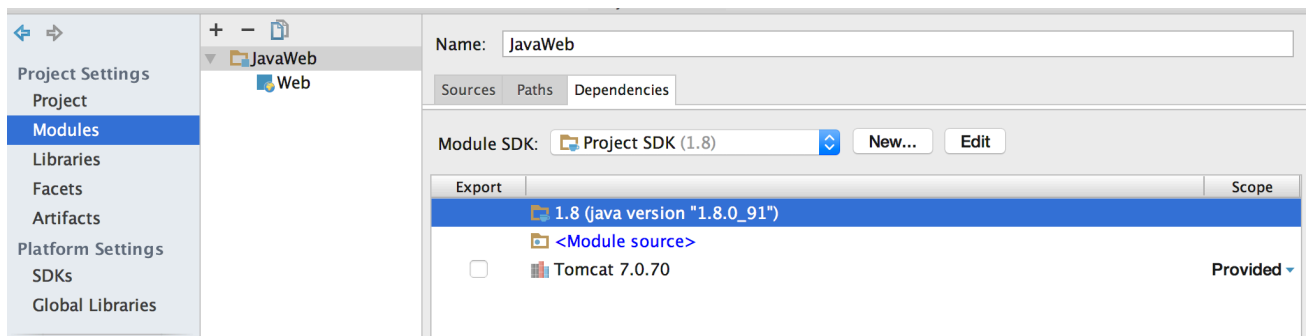 Project Settings
Project
Modules
Libraries
Facets
Artifacts
Platform Settings
SDKs
Global Libraries
JavaWeb
Web
Name: JavaWeb
Sources Paths Dependencies
Module SDK: Project SDK (1.8) New... Edit
Export Scope
1.8 (java version "1.8.0_91")
<Module source>
Tomcat 7.0.70 Provided